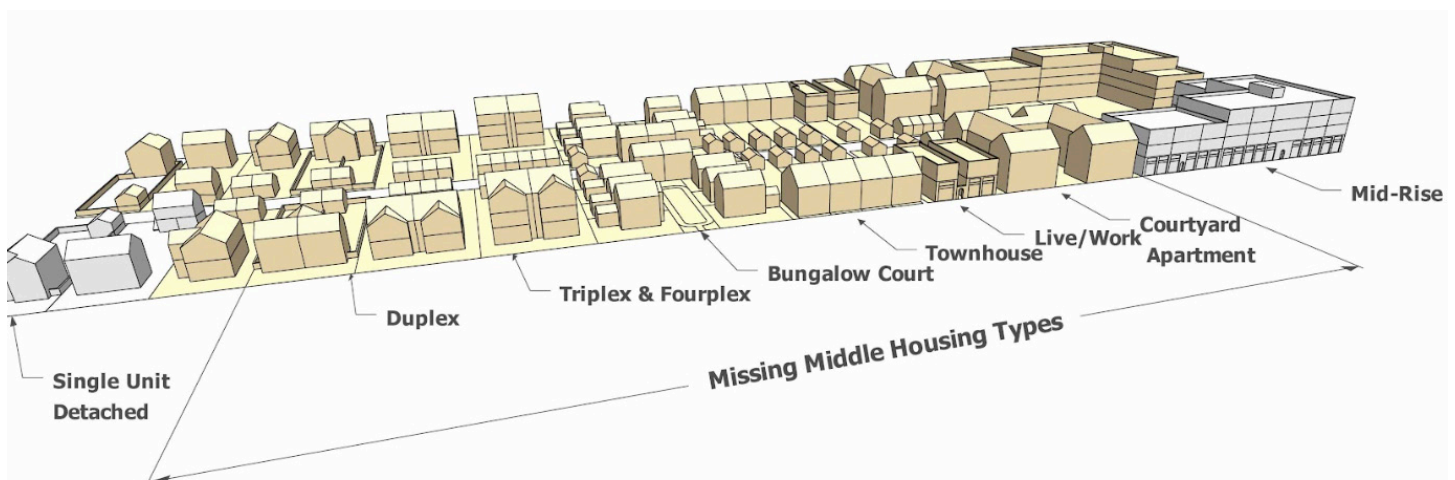 Single Unit
Detached
Duplex
Triplex & Fourplex
Bungalow Court
Townhouse
Live/Work
Courtyard
Apartment
Mid-Rise
Missing Middle Housing Types